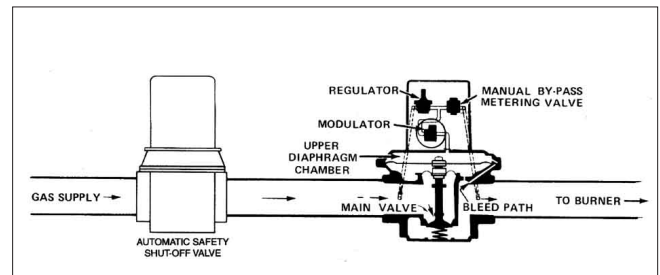 REGULATOR
MANUAL BY-PASS
METERING VALVE
MODULATOR
UPPER
DIAPHRAGM
CHAMBER
GAS SUPPLY
MAIN VALVE
BLEED PATH
TO BURNER
AUTOMATIC SAFETY
SHUT-OFF VALVE